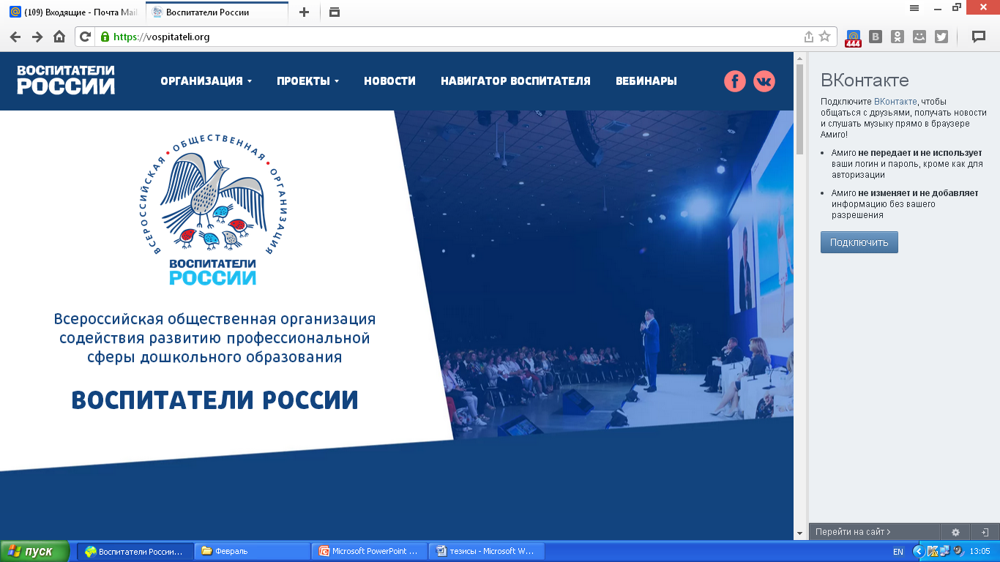 (109) Входящие - Почта Mail
Воспитатели России
https://vospitateli.org
444
ВОСПИТАТЕЛИ
РОССИИ
ОРГАНИЗАЦИЯ
ПРОЕКТЫ
НОВОСТИ
НАВИГАТОР ВОСПИТАТЕЛЯ
ВЕБИНАРЫ
ВСЕРОССИЙСКАЯ • ОБЩЕСТВЕННАЯ • ОРГАНИЗАЦИЯ
ВОСПИТАТЕЛИ
РОССИИ
Всероссийская общественная организация
содействия развитию профессиональной
сферы дошкольного образования
ВОСПИТАТЕЛИ РОССИИ
ВКонтакте
Подключите ВКонтакте, чтобы
общаться с друзьями, получать новости
и слушать музыку прямо в браузере
Амиго!
• Амиго не передает и не использует
ваши логин и пароль, кроме как для
авторизации
• Амиго не изменяет и не добавляет
информацию без вашего
разрешения
Подключить
Перейти на сайт >
пуск
Воспитатели России...
Февраль
Microsoft PowerPoint ...
тезисы - Microsoft W...
EN
13:05